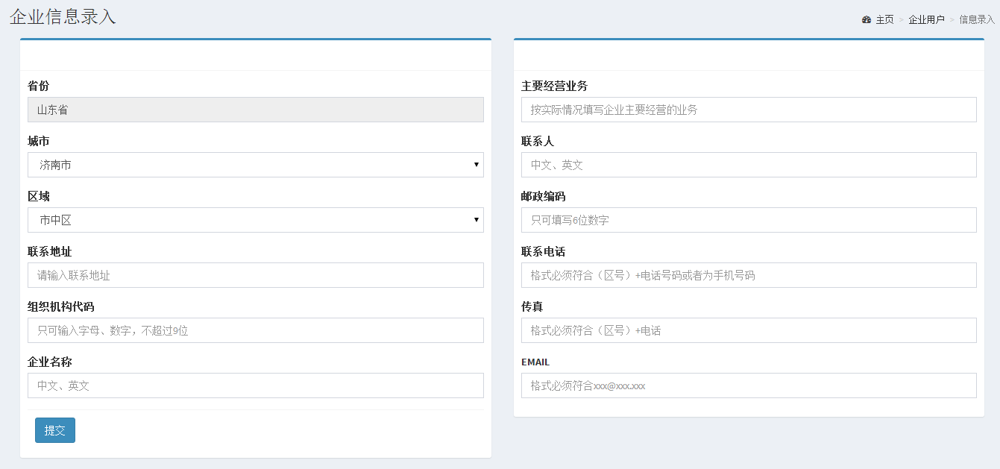 企业信息录入
主页 > 企业用户 > 信息录入
省份
山东省
城市
济南市
区域
市中区
联系地址
请输入联系地址
组织机构代码
只可输入字母、数字，不超过9位
企业名称
中文、英文
提交
主要经营业务
按实际情况填写企业主要经营的业务
联系人
中文、英文
邮政编码
只可填写6位数字
联系电话
格式必须符合（区号）+电话号码或者为手机号码
传真
格式必须符合（区号）+电话
EMAIL
格式必须符合xxx@xxx.xxx